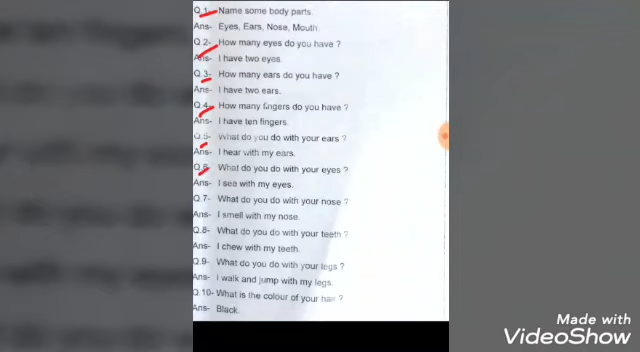 Q.1- Name some body parts.
Ans- Eyes, Ears, Nose, Mouth.
Q.2- How many eyes do you have ?
Ans- I have two eyes.
Q.3- How many ears do you have ?
Ans- I have two ears.
Q.4- How many fingers do you have ?
Ans- I have ten fingers.
Q.5- What do you do with your ears ?
Ans- I hear with my ears.
Q.6- What do you do with your eyes ?
Ans- I see with my eyes.
Q.7- What do you do with your nose ?
Ans- I smell with my nose.
Q.8- What do you do with your teeth ?
Ans- I chew with my teeth.
Q.9- What do you do with your legs ?
Ans- I walk and jump with my legs.
Q.10- What is the colour of your hair ?
Ans- Black.
Made with
VideoShow